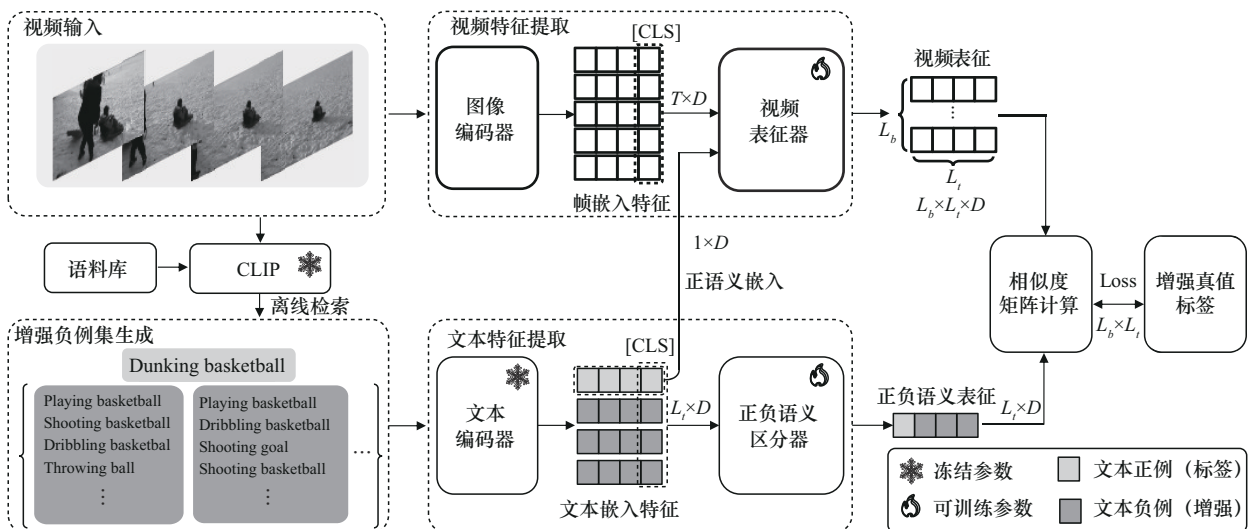 视频输入
视频特征提取
[CLS]
图像
编码器
T×D
视频
表征器
帧嵌入特征
视频表征
⋮
L_b
L_t
L_b×L_t×D
语料库
CLIP
离线检索
1×D
正语义嵌入
相似度
矩阵计算
Loss
L_b×L_t
增强真值
标签
增强负例集生成
Dunking basketball
Playing basketball
Shooting basketball
Dribbling basketbal
Throwing ball
⋮
Playing basketball
Dribbling basketball
Shooting goal
Shooting basketball
⋮
…
文本特征提取
[CLS]
文本
编码器
L_t×D
正负语义
区分器
文本嵌入特征
正负语义表征
L_t×D
冻结参数
文本正例（标签）
可训练参数
文本负例（增强）